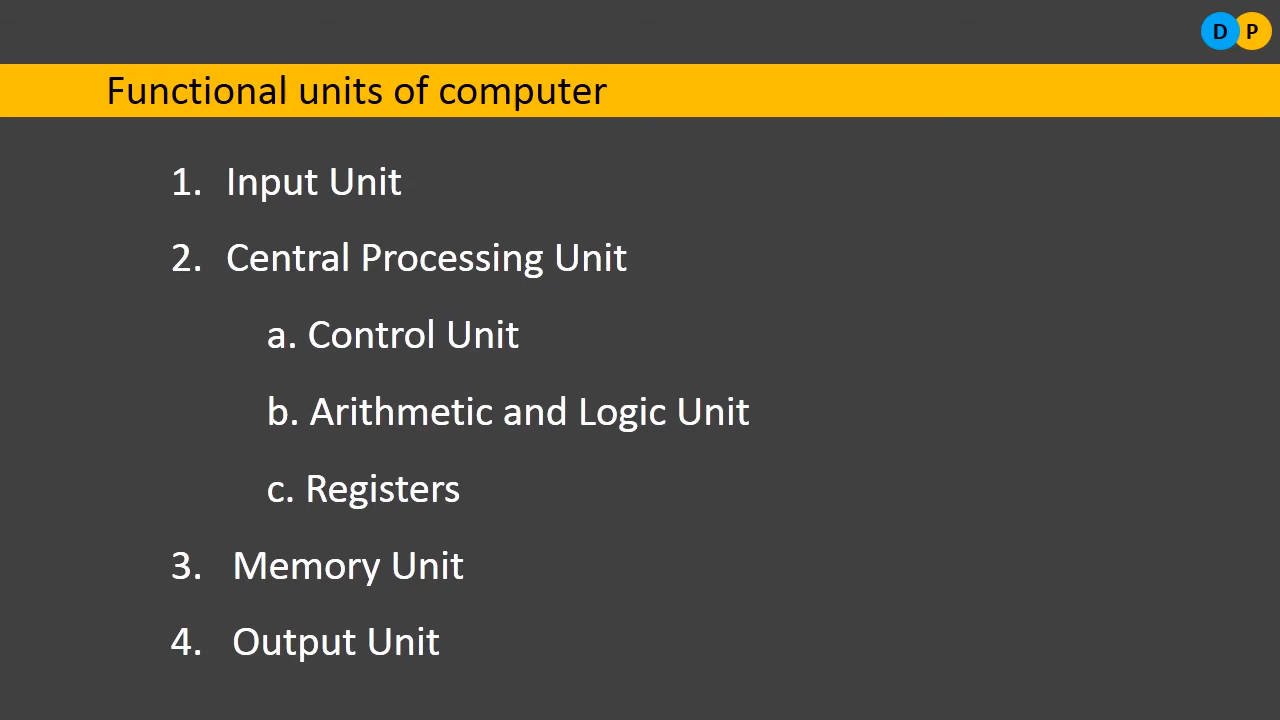 D P
Functional units of computer
1. Input Unit
2. Central Processing Unit
a. Control Unit
b. Arithmetic and Logic Unit
c. Registers
3. Memory Unit
4. Output Unit